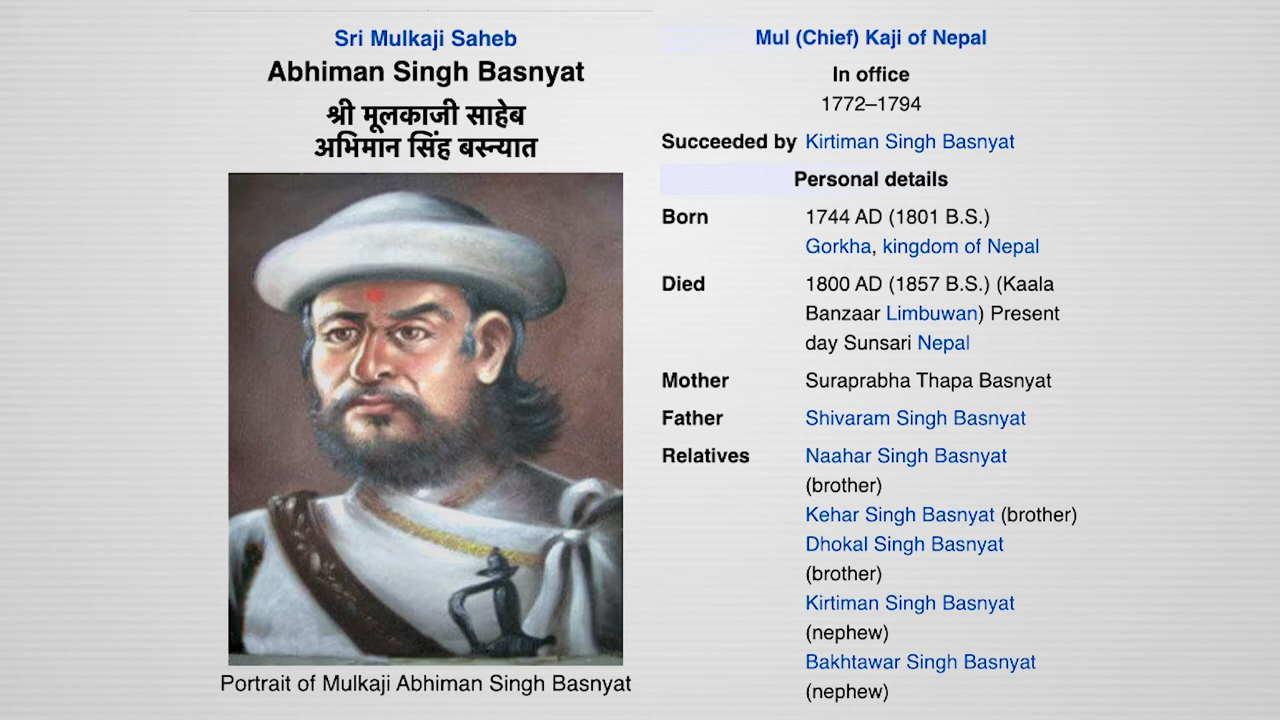 Sri Mulkaji Saheb
Abhiman Singh Basnyat
श्री मूलकाजी साहेब
अभिमान सिंह बस्न्यात
Portrait of Mulkaji Abhiman Singh Basnyat
Mul (Chief) Kaji of Nepal
In office
1772–1794
Succeeded by Kirtiman Singh Basnyat
Personal details
Born 1744 AD (1801 B.S.)
Gorkha, kingdom of Nepal
Died 1800 AD (1857 B.S.) (Kaala
Banzaar Limbuwan) Present
day Sunsari Nepal
Mother Suraprabha Thapa Basnyat
Father Shivaram Singh Basnyat
Relatives Naahar Singh Basnyat
(brother)
Kehar Singh Basnyat (brother)
Dhokal Singh Basnyat
(brother)
Kirtiman Singh Basnyat
(nephew)
Bakhtawar Singh Basnyat
(nephew)